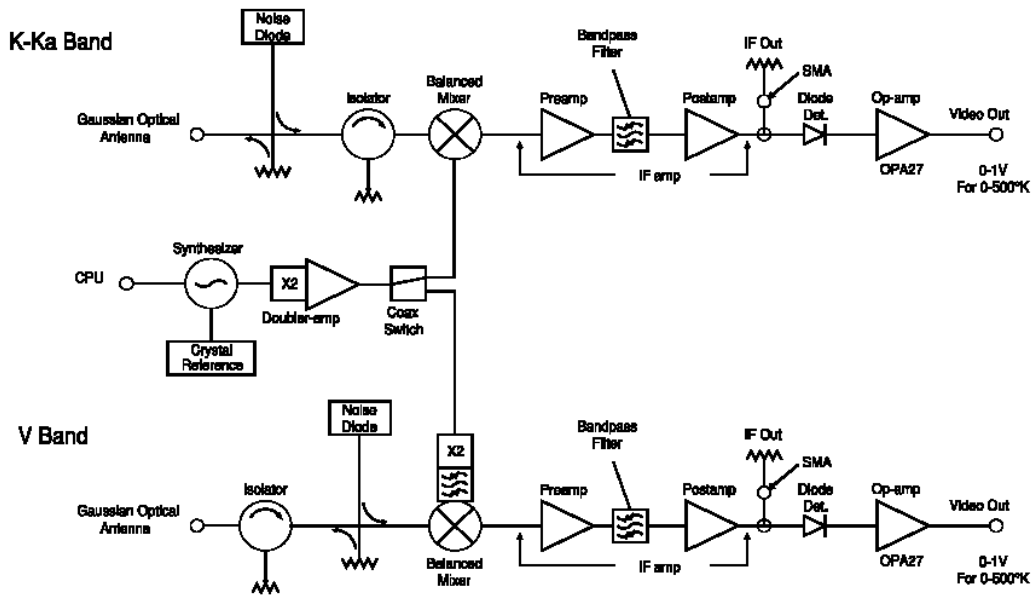 Noise
Diode
K-Ka Band
Bandpass
Filter
IF Out
SMA
Balanced
Mixer
Isolator
Preamp
Postamp
Diode
Det.
Op-amp
Video Out
Gaussian Optical
Antenna
IF amp
OPA27
0-1V
For 0-500°K
Synthesizer
CPU
X2
Doubler-amp
Coax
Switch
Crystal
Reference
Noise
Diode
V Band
Bandpass
Filter
IF Out
X2
SMA
Isolator
Preamp
Postamp
Diode
Det.
Op-amp
Video Out
Gaussian Optical
Antenna
Balanced
Mixer
IF amp
OPA27
0-1V
For 0-500°K